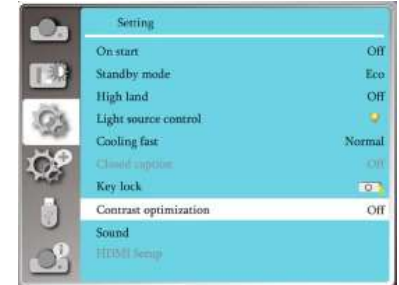 Setting
On start Off
Standby mode Eco
High land Off
Light source control
Cooling fast Normal
Closed caption Off
Key lock
Contrast optimization Off
Sound
HDMI Setup